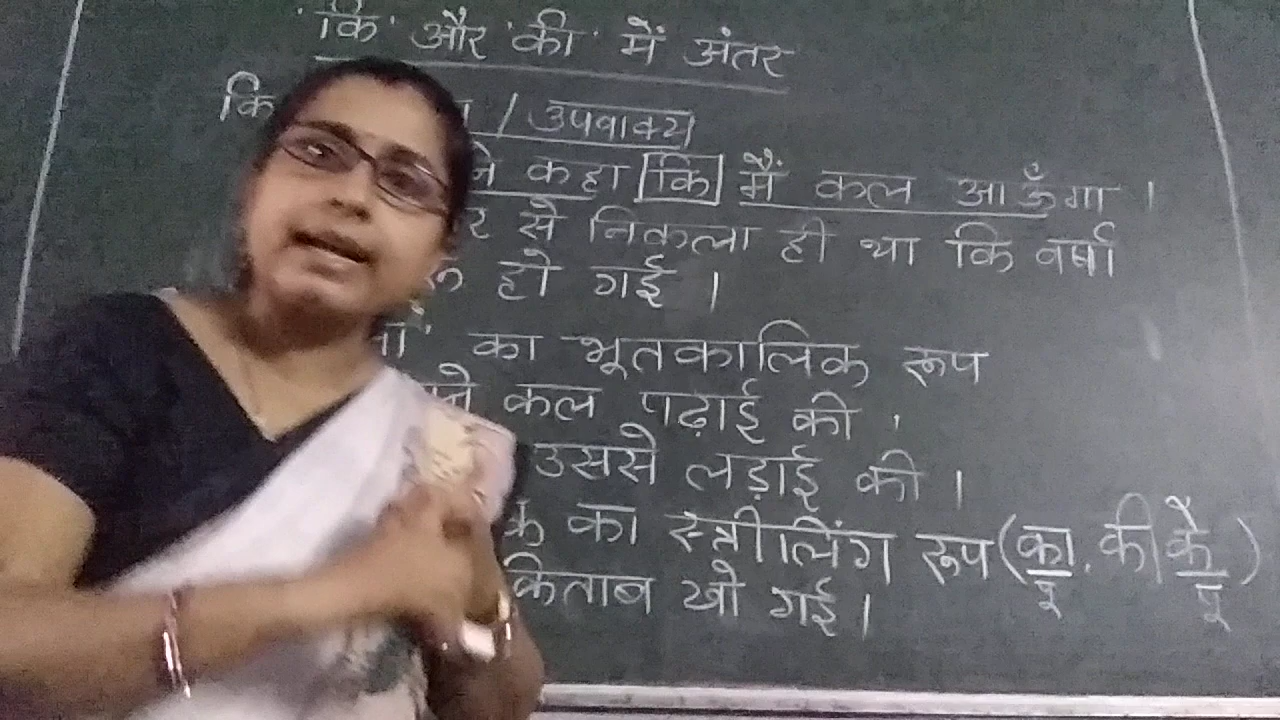 'कि' और 'की' में अंतर
कि / उपवाक्य
ने कहा कि मैं कल आऊँगा ।
से निकला ही था कि वर्षा
हो गई ।
का भूतकालिक रूप
कल पढ़ाई की ।
उससे लड़ाई की ।
का स्त्रीलिंग रूप (का, की, के)
पु पु
किताब खो गई ।